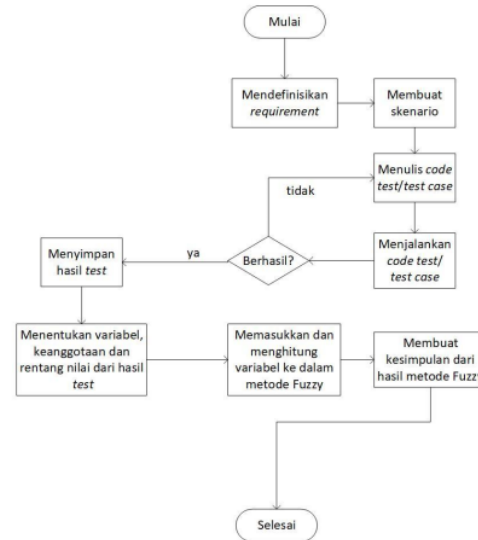 Mulai
Mendefinisikan
requirement
Membuat
skenario
Menulis code
test/test case
tidak
Menjalankan
code test/
test case
Berhasil?
ya
Menyimpan
hasil test
Menentukan variabel,
keanggotaan dan
rentang nilai dari hasil
test
Memasukkan dan
menghitung
variabel ke dalam
metode Fuzzy
Membuat
kesimpulan dari
hasil metode Fuzzy
Selesai